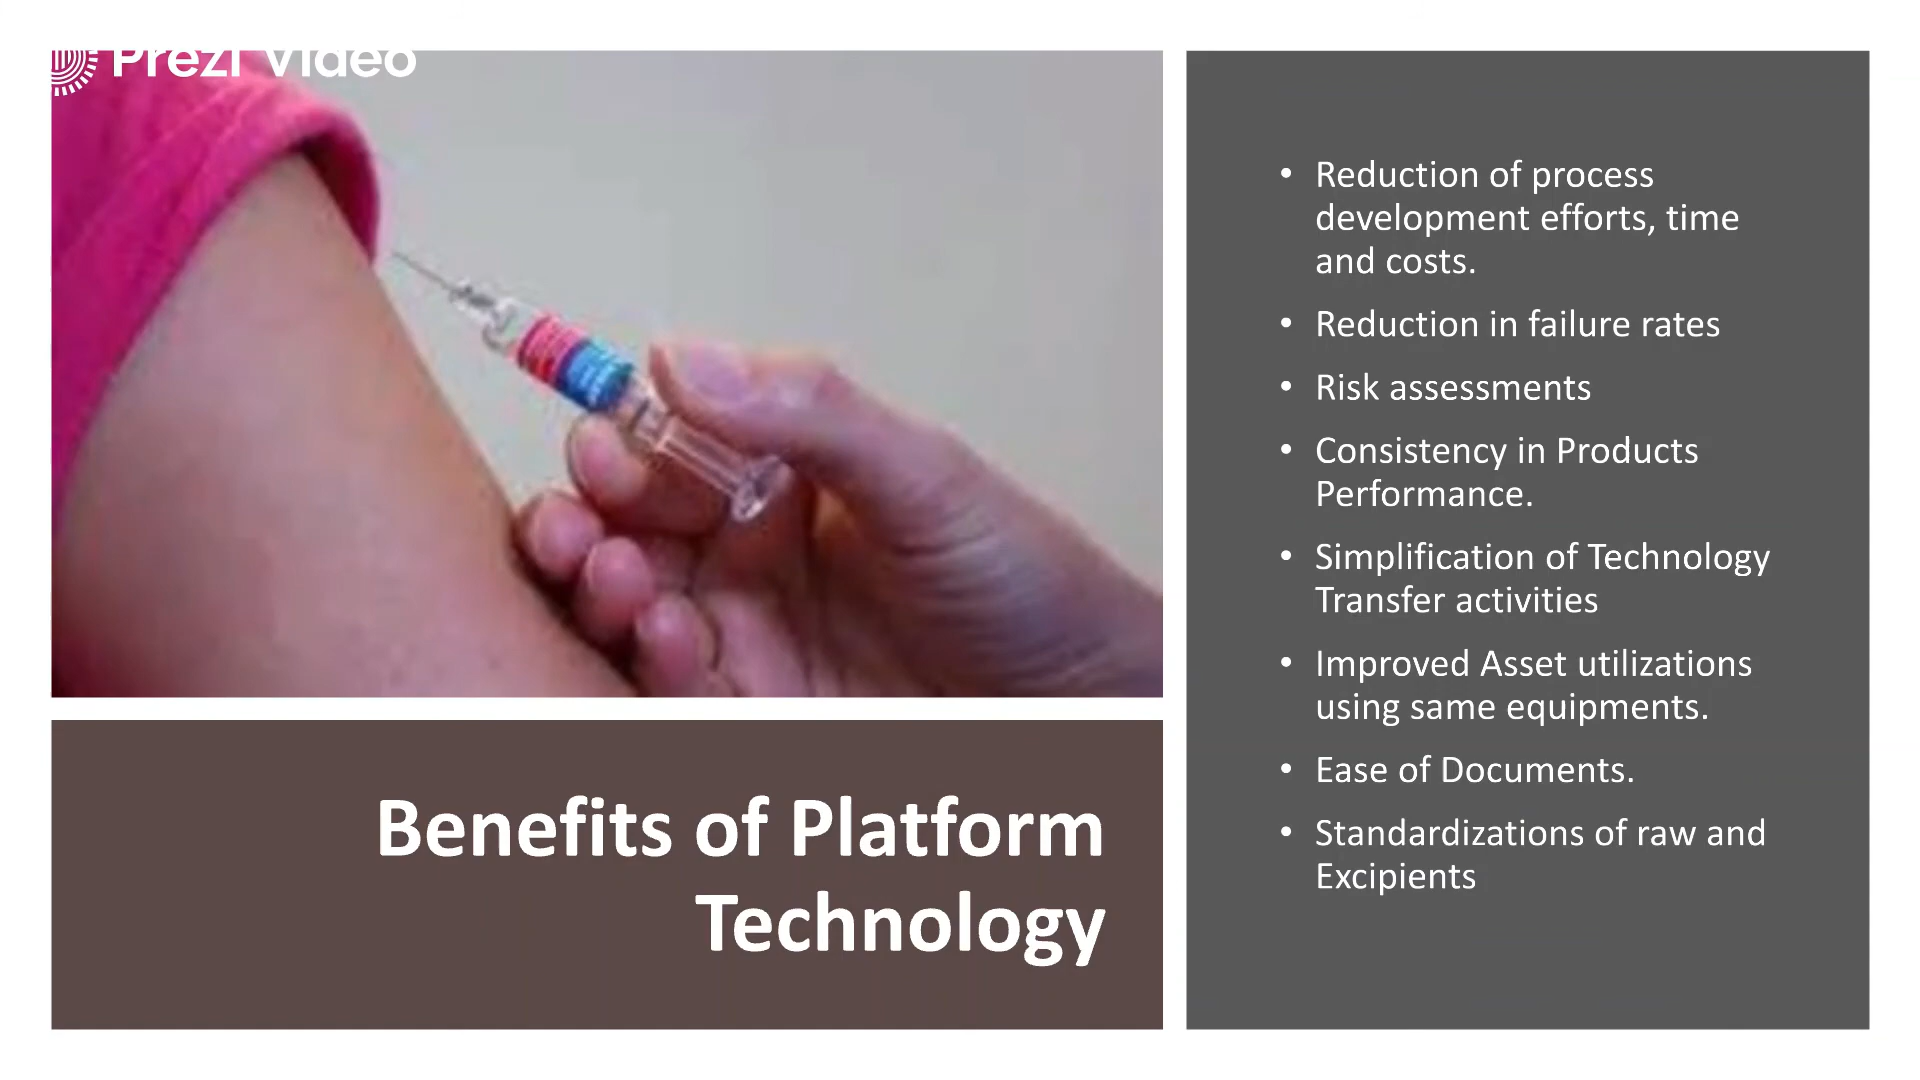 Prezi Video
Benefits of Platform
Technology
• Reduction of process
development efforts, time
and costs.
• Reduction in failure rates
• Risk assessments
• Consistency in Products
Performance.
• Simplification of Technology
Transfer activities
• Improved Asset utilizations
using same equipments.
• Ease of Documents.
• Standardizations of raw and
Excipients